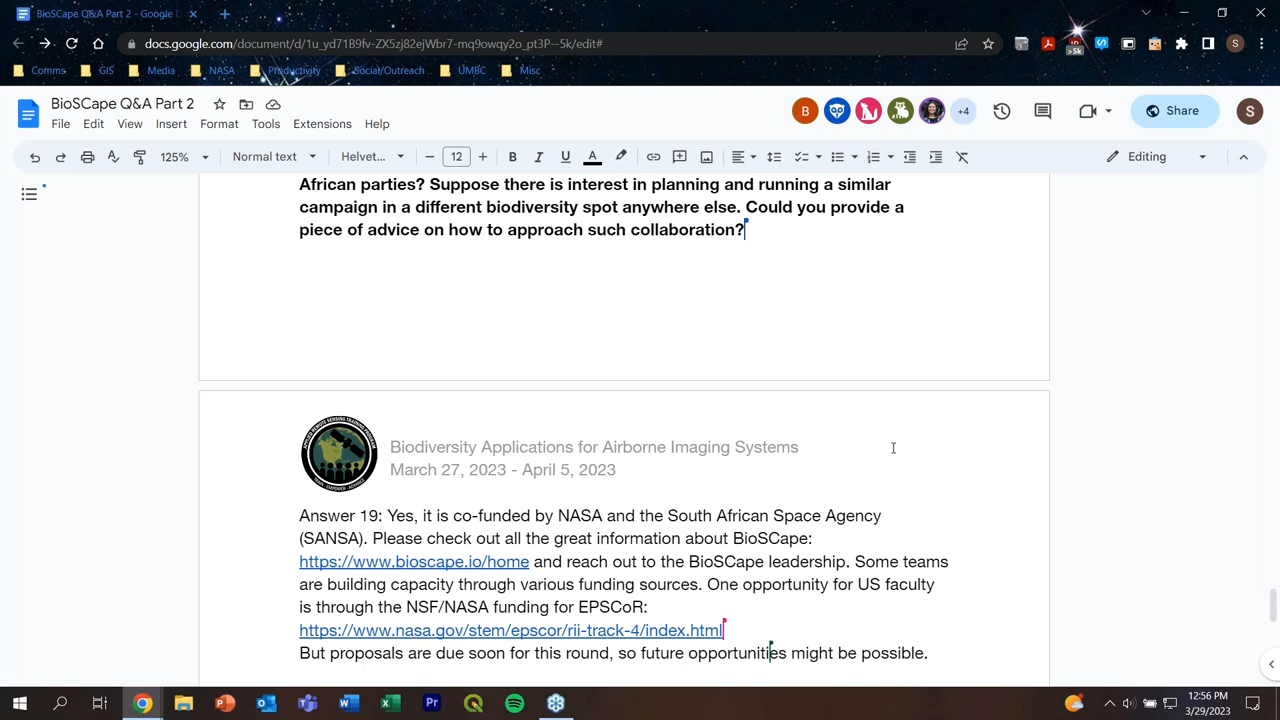 BioSCape Q&A Part 2 - Google D
docs.google.com/document/d/1u_yd71B9fv-ZX5zj82ejWbr7-mq9owqy2o_pt3P--5k/edit#
>5k
S
Comms
GIS
Media
NASA
Productivity
Social/Outreach
UMBC
Misc
BioSCape Q&A Part 2
B
+4
Share
S
File
Edit
View
Insert
Format
Tools
Extensions
Help
125%
Normal text
Helvet...
12
B
I
U
A
Editing
African parties? Suppose there is interest in planning and running a similar
campaign in a different biodiversity spot anywhere else. Could you provide a
piece of advice on how to approach such collaboration?
Biodiversity Applications for Airborne Imaging Systems
March 27, 2023 - April 5, 2023
Answer 19: Yes, it is co-funded by NASA and the South African Space Agency
(SANSA). Please check out all the great information about BioSCape:
https://www.bioscape.io/home and reach out to the BioSCape leadership. Some teams
are building capacity through various funding sources. One opportunity for US faculty
is through the NSF/NASA funding for EPSCoR:
https://www.nasa.gov/stem/epscor/rii-track-4/index.html
But proposals are due soon for this round, so future opportunities might be possible.
12:56 PM
3/29/2023